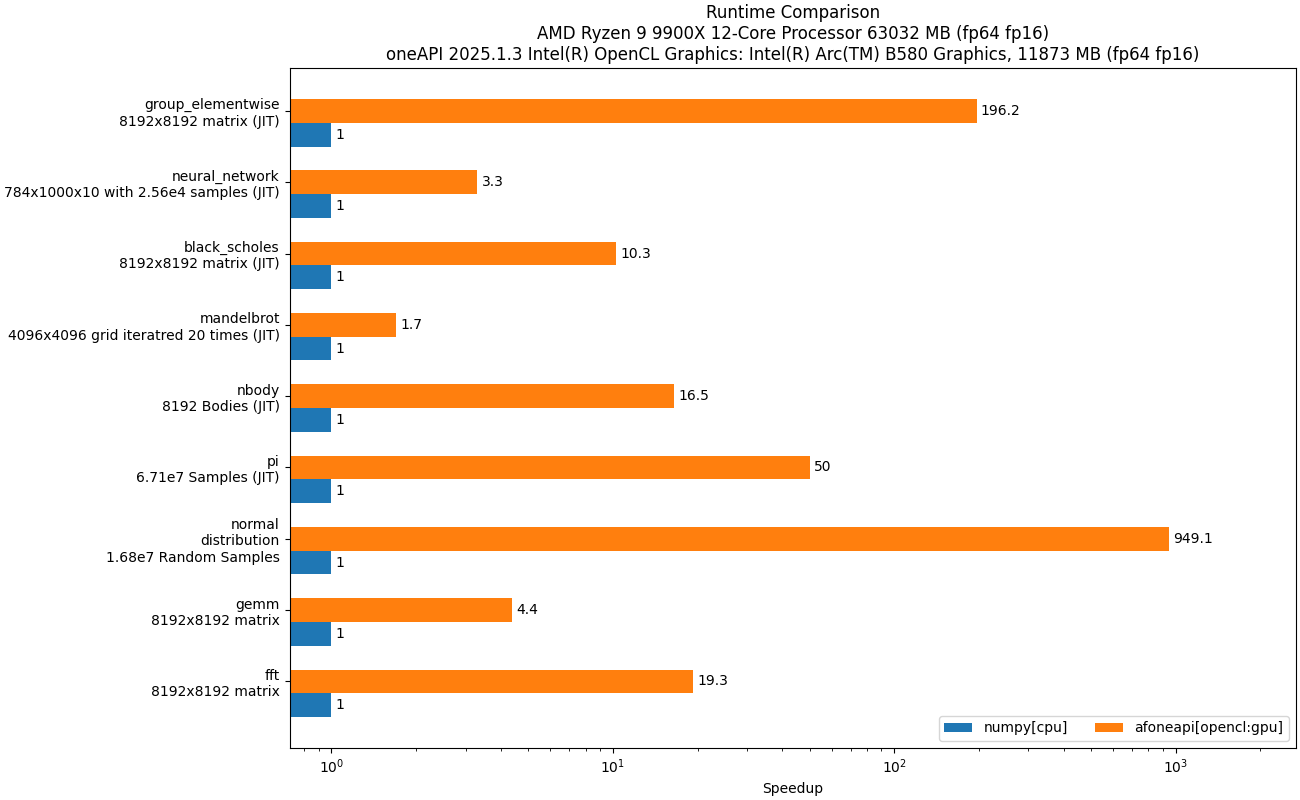 Runtime Comparison
AMD Ryzen 9 9900X 12-Core Processor 63032 MB (fp64 fp16)
oneAPI 2025.1.3 Intel(R) OpenCL Graphics: Intel(R) Arc(TM) B580 Graphics, 11873 MB (fp64 fp16)
group_elementwise
8192x8192 matrix (JIT)
196.2
1
neural_network
784x1000x10 with 2.56e4 samples (JIT)
3.3
1
black_scholes
8192x8192 matrix (JIT)
10.3
1
mandelbrot
4096x4096 grid iteratred 20 times (JIT)
1.7
1
nbody
8192 Bodies (JIT)
16.5
1
pi
6.71e7 Samples (JIT)
50
1
normal
distribution
1.68e7 Random Samples
949.1
1
gemm
8192x8192 matrix
4.4
1
fft
8192x8192 matrix
19.3
1
numpy[cpu] afoneapi[opencl:gpu]
10⁰ 10¹ 10² 10³
Speedup